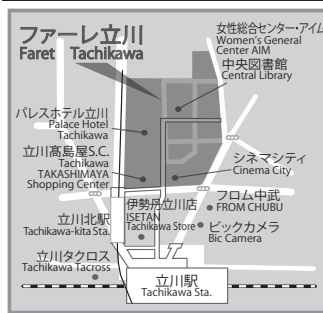 ファーレ立川
Faret Tachikawa
女性総合センター・アイム
Women's General
Center AIM
中央図書館
Central Library
パレスホテル立川
Palace Hotel
Tachikawa
立川髙島屋S.C.
Tachikawa
TAKASHIMAYA
Shopping Center
シネマシティ
Cinema City
伊勢丹立川店
ISETAN
Tachikawa Store
フロム中武
FROM CHUBU
立川北駅
Tachikawa-kita Sta.
ビックカメラ
Bic Camera
立川タクロス
Tachikawa Tacross
立川駅
Tachikawa Sta.